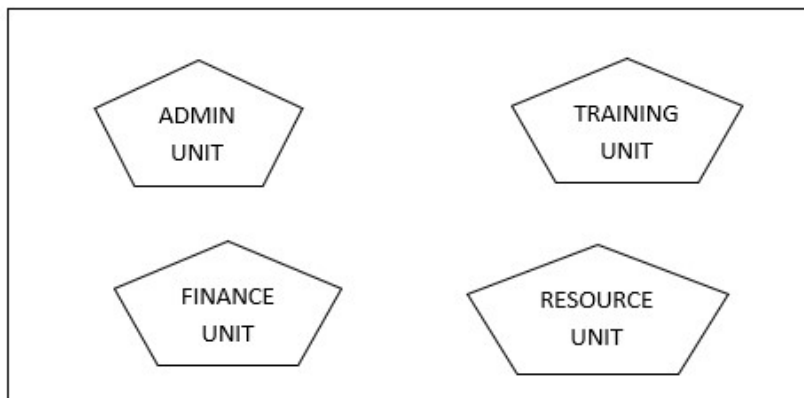 ADMIN
UNIT
TRAINING
UNIT
FINANCE
UNIT
RESOURCE
UNIT